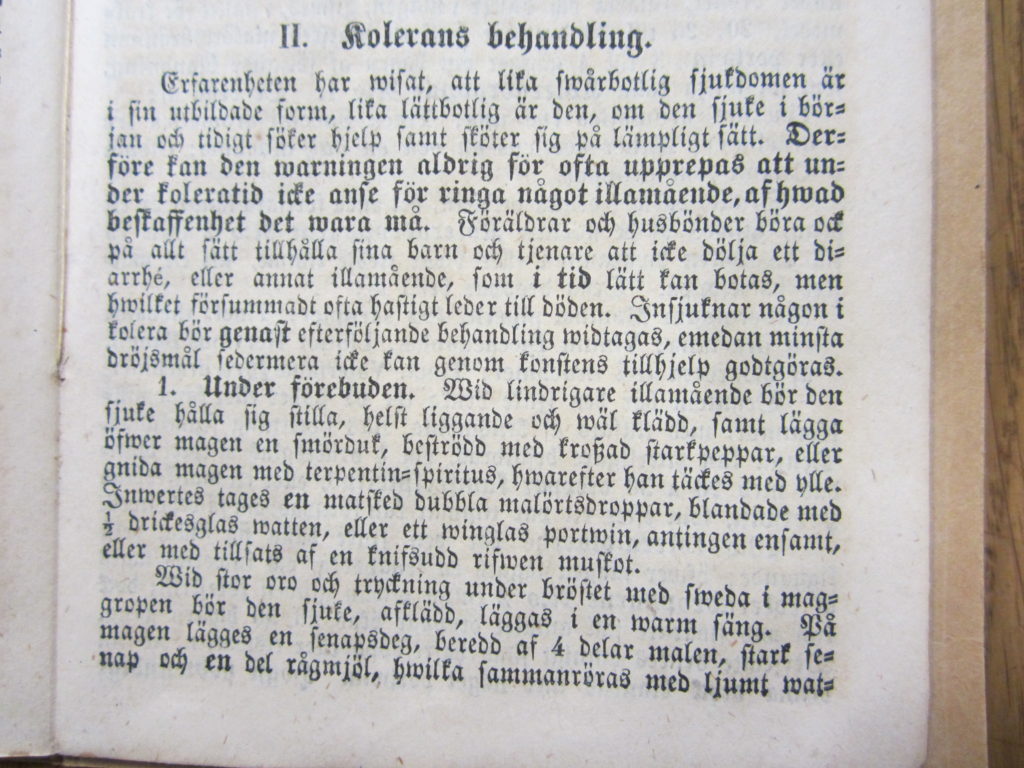 II. Kolerans behandling.
Erfarenheten har wisat, att lika swårbotlig sjukdomen är
i sin utbildade form, lika lättbotlig är den, om den sjuke i bör=
jan och tidigt söker hjelp samt sköter sig på lämpligt sätt. Der=
före kan den warningen aldrig för ofta upprepas att un=
der koleratid icke anse för ringa något illamående, af hwad
beskaffenhet det wara må. Föräldrar och husbönder böra ock
på allt sätt tillhålla sina barn och tjenare att icke dölja ett di=
arrhé, eller annat illamående, som i tid lätt kan botas, men
hwilket försummadt ofta hastigt leder till döden. Insjuknar någon i
kolera bör genast efterföljande behandling widtagas, emedan minsta
dröjsmål sedermera icke kan genom konstens tillhjelp godtgöras.
1. Under förebuden. Wid lindrigare illamående bör den
sjuke hålla sig stilla, helst liggande och wäl klädd, samt lägga
öfwer magen en smörduk, beströdd med kroßad starkpeppar, eller
gnida magen med terpentin=spiritus, hwarefter han täckes med ylle.
Inwertes tages en matsked dubbla malörtsdroppar, blandade med
½ drickesglas watten, eller ett winglas portwin, antingen ensamt,
eller med tillsats af en knifsudd rifwen muskot.
Wid stor oro och tryckning under bröstet med sweda i mag=
gropen bör den sjuke, afklädd, läggas i en warm säng. På
magen lägges en senapsdeg, beredd af 4 delar malen, stark se=
nap och en del rågmjöl, hwilka sammanröras med ljumt wat=